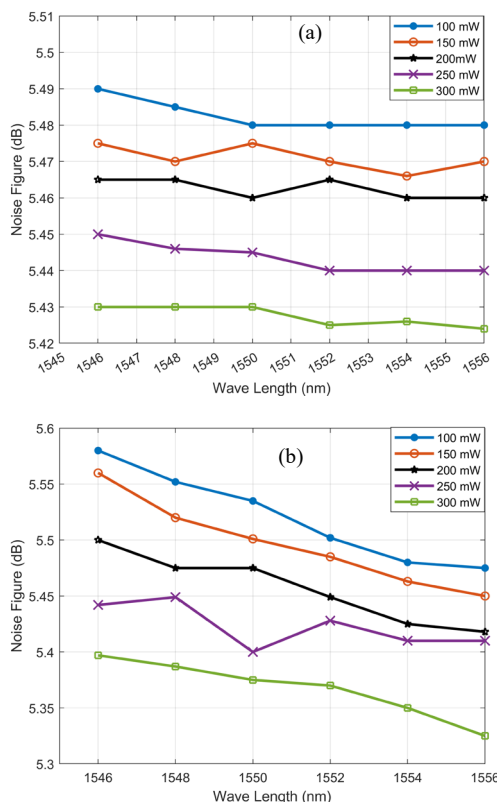 (a)
100 mW
150 mW
200mW
250 mW
300 mW
5.51
5.5
5.49
5.48
5.47
5.46
5.45
5.44
5.43
5.42
Noise Figure (dB)
1545
1546
1547
1548
1549
1550
1551
1552
1553
1554
1555
1556
Wave Length (nm)
(b)
100 mW
150 mW
200 mW
250 mW
300 mW
5.6
5.55
5.5
5.45
5.4
5.35
5.3
Noise Figure (dB)
1546
1548
1550
1552
1554
1556
Wave Length (nm)